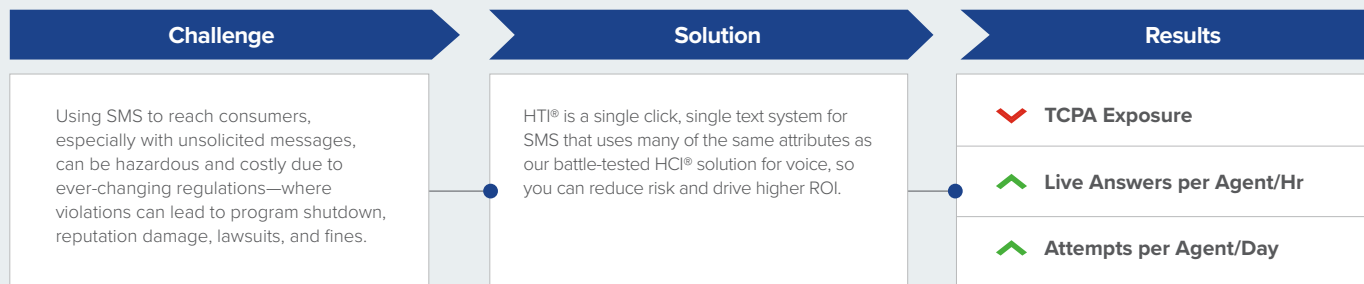 Challenge
Using SMS to reach consumers,
especially with unsolicited messages,
can be hazardous and costly due to
ever-changing regulations—where
violations can lead to program shutdown,
reputation damage, lawsuits, and fines.
Solution
HTI® is a single click, single text system for
SMS that uses many of the same attributes as
our battle-tested HCI® solution for voice, so
you can reduce risk and drive higher ROI.
Results
TCPA Exposure
Live Answers per Agent/Hr
Attempts per Agent/Day